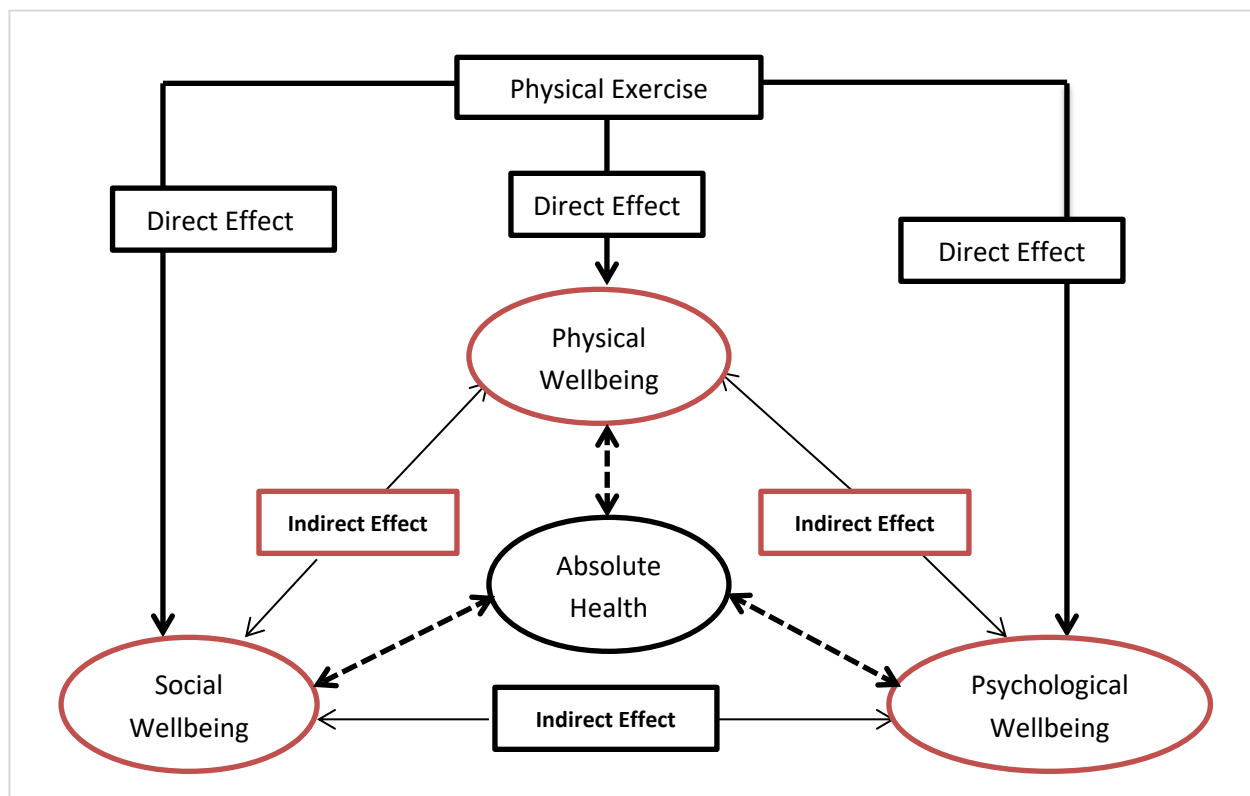 Physical Exercise
Direct Effect
Direct Effect
Direct Effect
Physical
Wellbeing
Indirect Effect
Indirect Effect
Absolute
Health
Social
Wellbeing
Psychological
Wellbeing
Indirect Effect